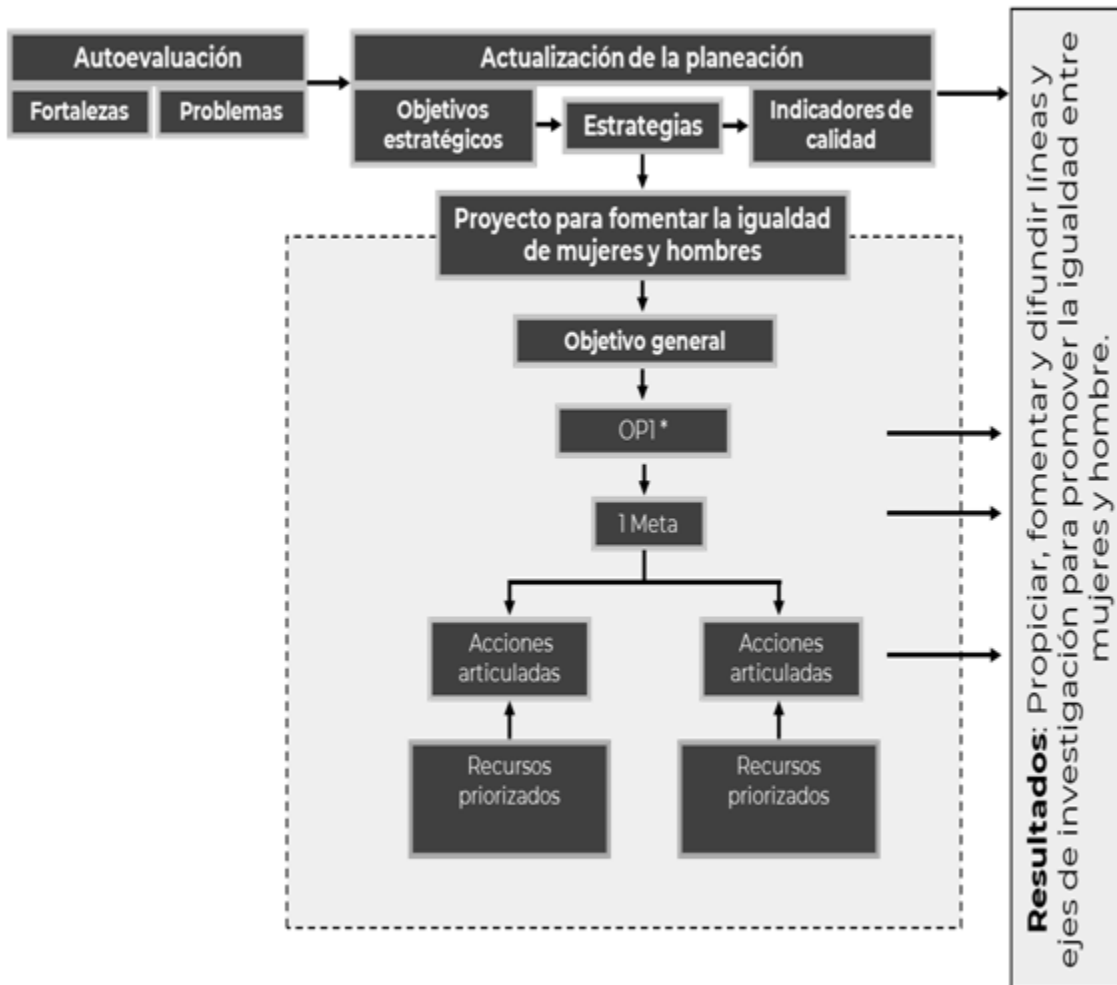 Autoevaluación
Fortalezas
Problemas
Actualización de la planeación
Objetivos
estratégicos
Estrategias
Indicadores de
calidad
Proyecto para fomentar la igualdad
de mujeres y hombres
Objetivo general
OP1 *
1 Meta
Acciones
articuladas
Acciones
articuladas
Recursos
priorizados
Recursos
priorizados
Resultados: Propiciar, fomentar y difundir líneas y
ejes de investigación para promover la igualdad entre
mujeres y hombre.